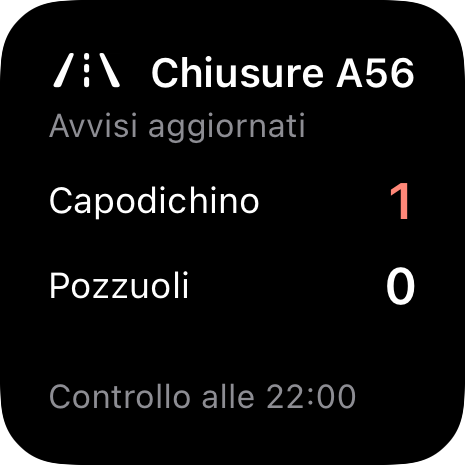 Chiusure A56
Avvisi aggiornati
Capodichino 1
Pozzuoli 0
Controllo alle 22:00